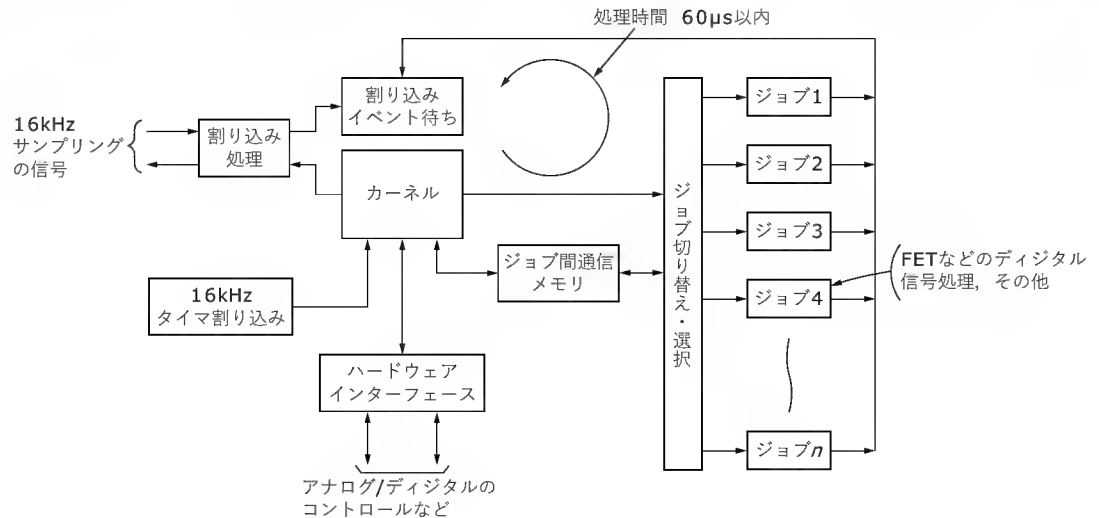 処理時間 60μs以内
16kHz
サンプリング
の信号
割り込み
処理
割り込み
イベント待ち
カーネル
16kHz
タイマ割り込み
ジョブ間通信
メモリ
ハードウェア
インターフェース
アナログ/ディジタルの
コントロールなど
ジョブ切り替え・選択
ジョブ1
ジョブ2
ジョブ3
ジョブ4
ジョブn
FETなどのディジタル
信号処理，その他